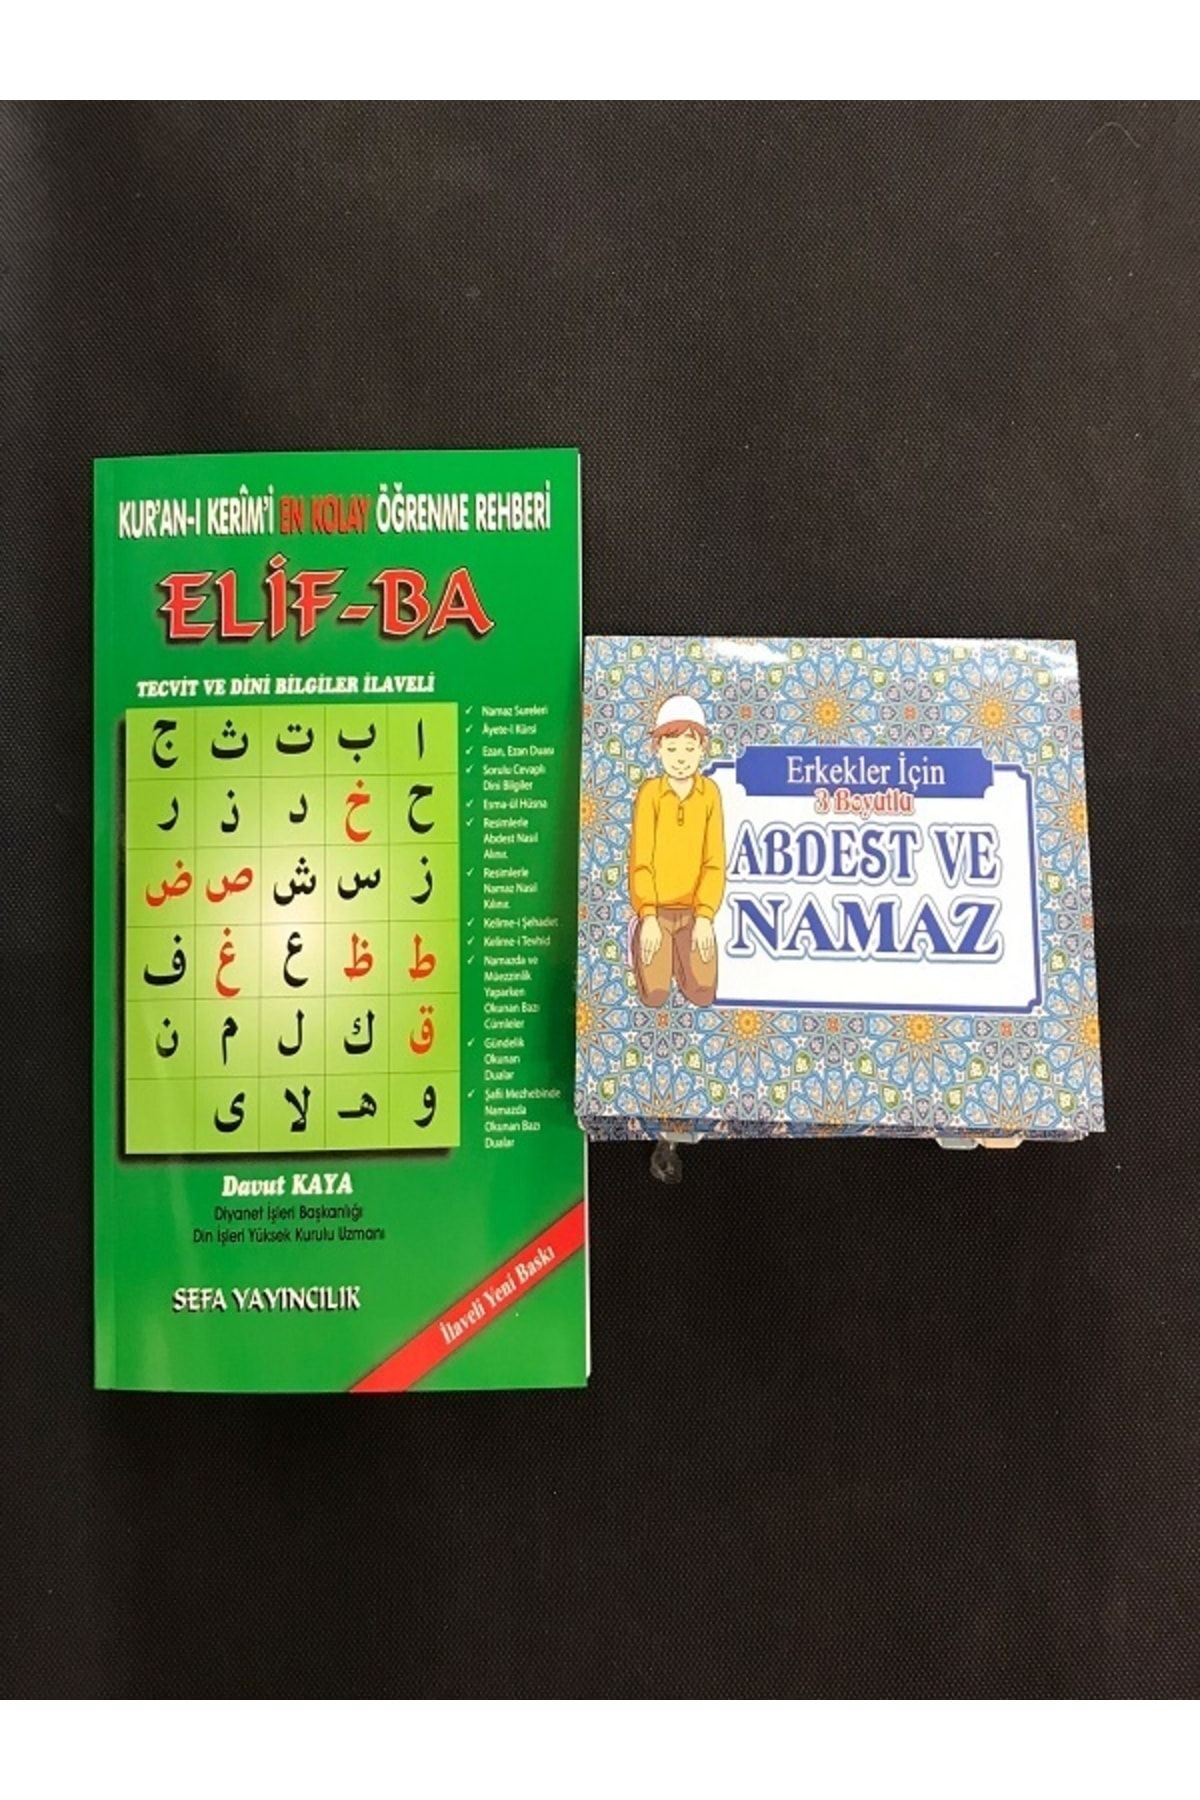 KUR'AN-I KERÎM'İ EN KOLAY ÖĞRENME REHBERİ
ELİF-BA
TECVİT VE DİNİ BİLGİLER İLAVELİ
ا ب ت ث ج
ح خ د ذ ر
ز س ش ص ض
ط ظ ع غ ف
ق ك ل م ن
و هـ لا ى
✓ Namaz Sureleri
✓ Âyete-l Kürsi
✓ Ezan, Ezan Duası
✓ Sorulu Cevaplı
Dini Bilgiler
✓ Esma-ül Hüsna
✓ Resimlerle
Abdest Nasıl
Alınır.
✓ Resimlerle
Namaz Nasıl
Kılınır.
✓ Kelime-i Şehadet
✓ Kelime-i Tevhid
✓ Namazda ve
Müezzinlik
Yaparken
Okunan Bazı
Cümleler
✓ Gündelik
Okunan
Dualar
✓ Şafii Mezhebinde
Namazda
Okunan Bazı
Dualar
Davut KAYA
Diyanet İşleri Başkanlığı
Din İşleri Yüksek Kurulu Uzmanı
SEFA YAYINCILIK
İlaveli Yeni Baskı
Erkekler İçin
3 Boyutlu
ABDEST VE
NAMAZ